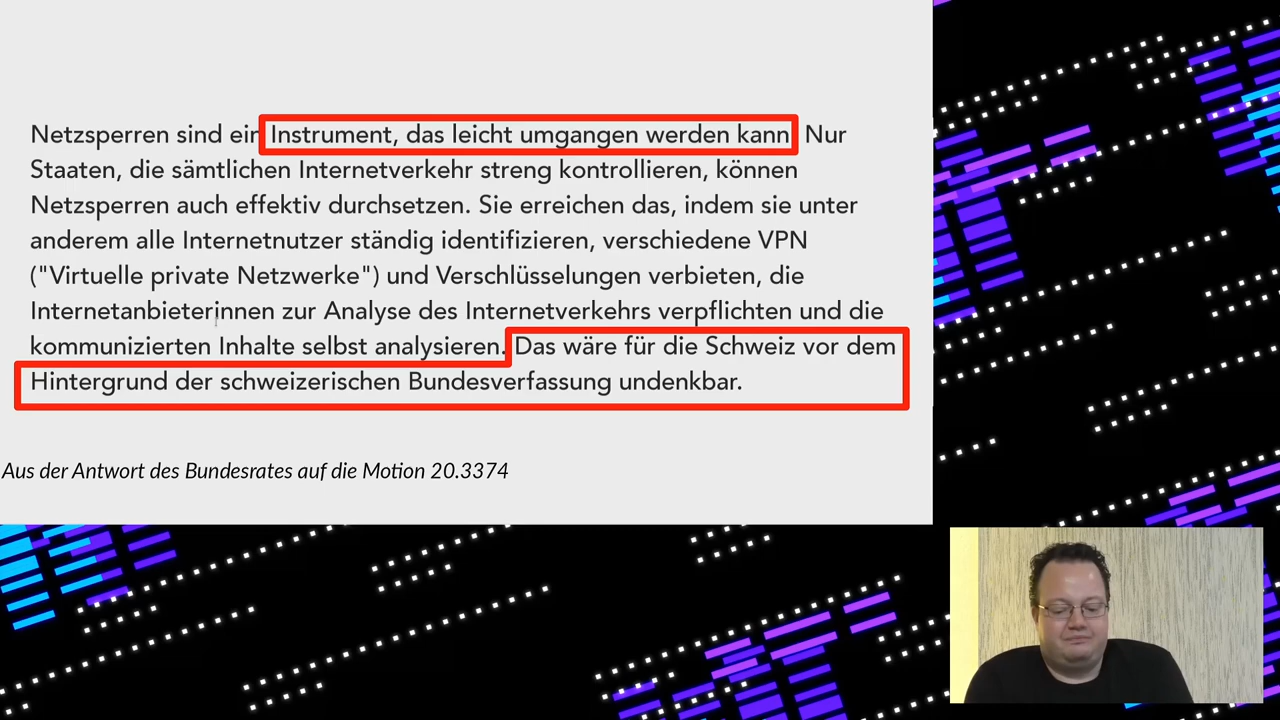 Netzsperren sind ein Instrument, das leicht umgangen werden kann Nur
Staaten, die sämtlichen Internetverkehr streng kontrollieren, können
Netzsperren auch effektiv durchsetzen. Sie erreichen das, indem sie unter
anderem alle Internetnutzer ständig identifizieren, verschiedene VPN
("Virtuelle private Netzwerke") und Verschlüsselungen verbieten, die
Internetanbieterinnen zur Analyse des Internetverkehrs verpflichten und die
kommunizierten Inhalte selbst analysieren. Das wäre für die Schweiz vor dem
Hintergrund der schweizerischen Bundesverfassung undenkbar.
Aus der Antwort des Bundesrates auf die Motion 20.3374